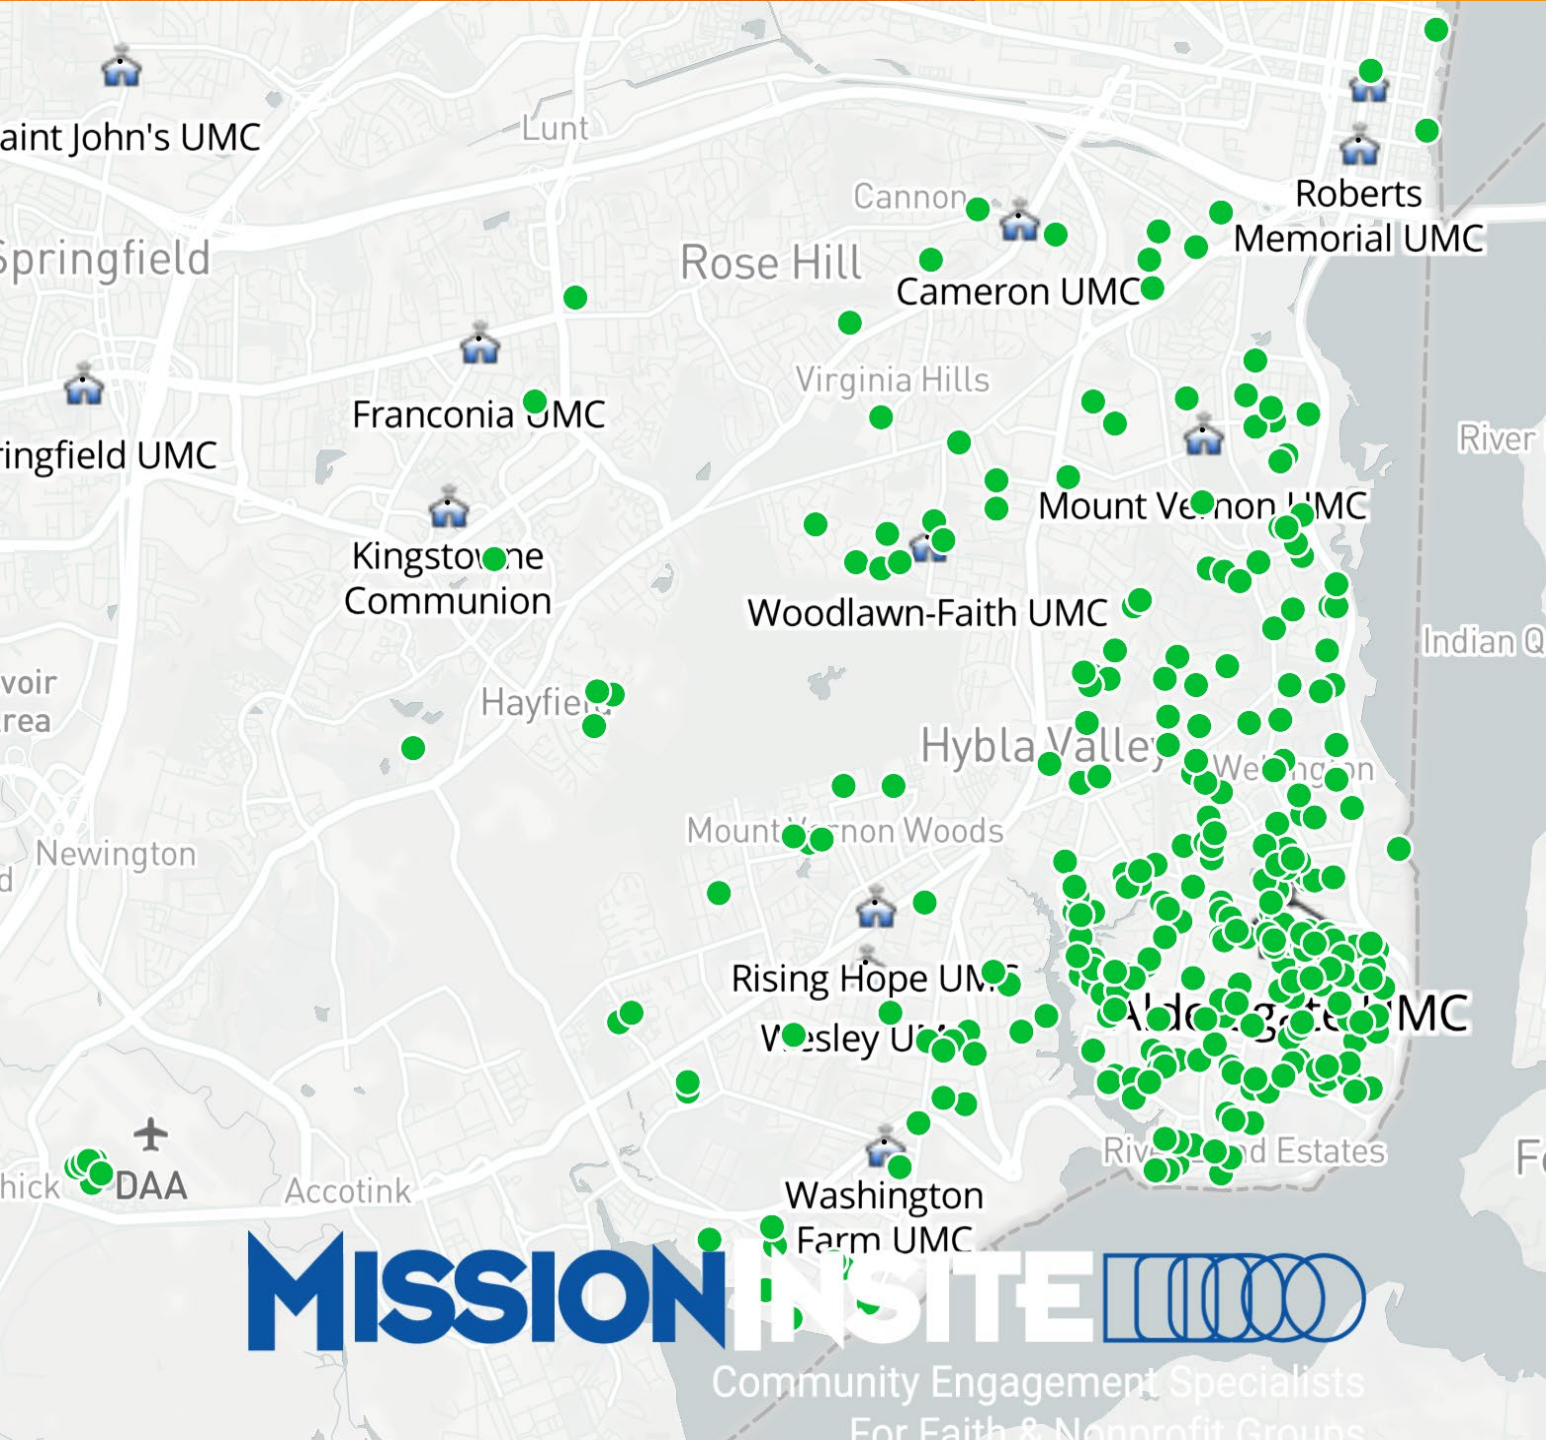 Lunt
aint John's UMC
Cannon
Roberts
Memorial UMC
Springfield
Rose Hill
Cameron UMC
Virginia Hills
Franconia UMC
River
ringfield UMC
Mount Vernon UMC
Kingstowne
Communion
Woodlawn-Faith UMC
Indian Q
voir
rea
Hayfield
Hybla Valley
Wellington
Mount Vernon Woods
Newington
d
Rising Hope UMC
Aldersgate UMC
Wesley UMC
Riverbend Estates
F
hick
DAA
Accotink
Washington
Farm UMC
MISSIONINSITE
Community Engagement Specialists
For Faith & Nonprofit Groups